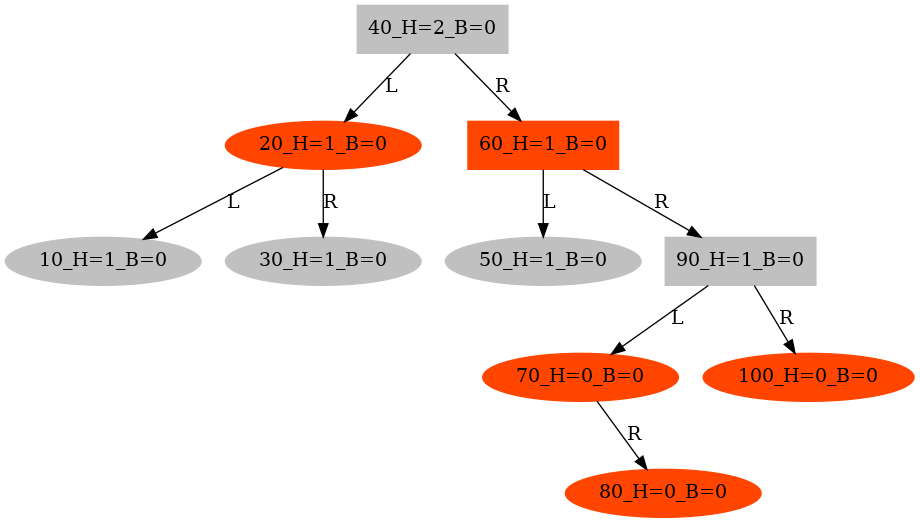 40_H=2_B=0
L
R
20_H=1_B=0
60_H=1_B=0
L
R
L
R
10_H=1_B=0
30_H=1_B=0
50_H=1_B=0
90_H=1_B=0
L
R
70_H=0_B=0
100_H=0_B=0
R
80_H=0_B=0